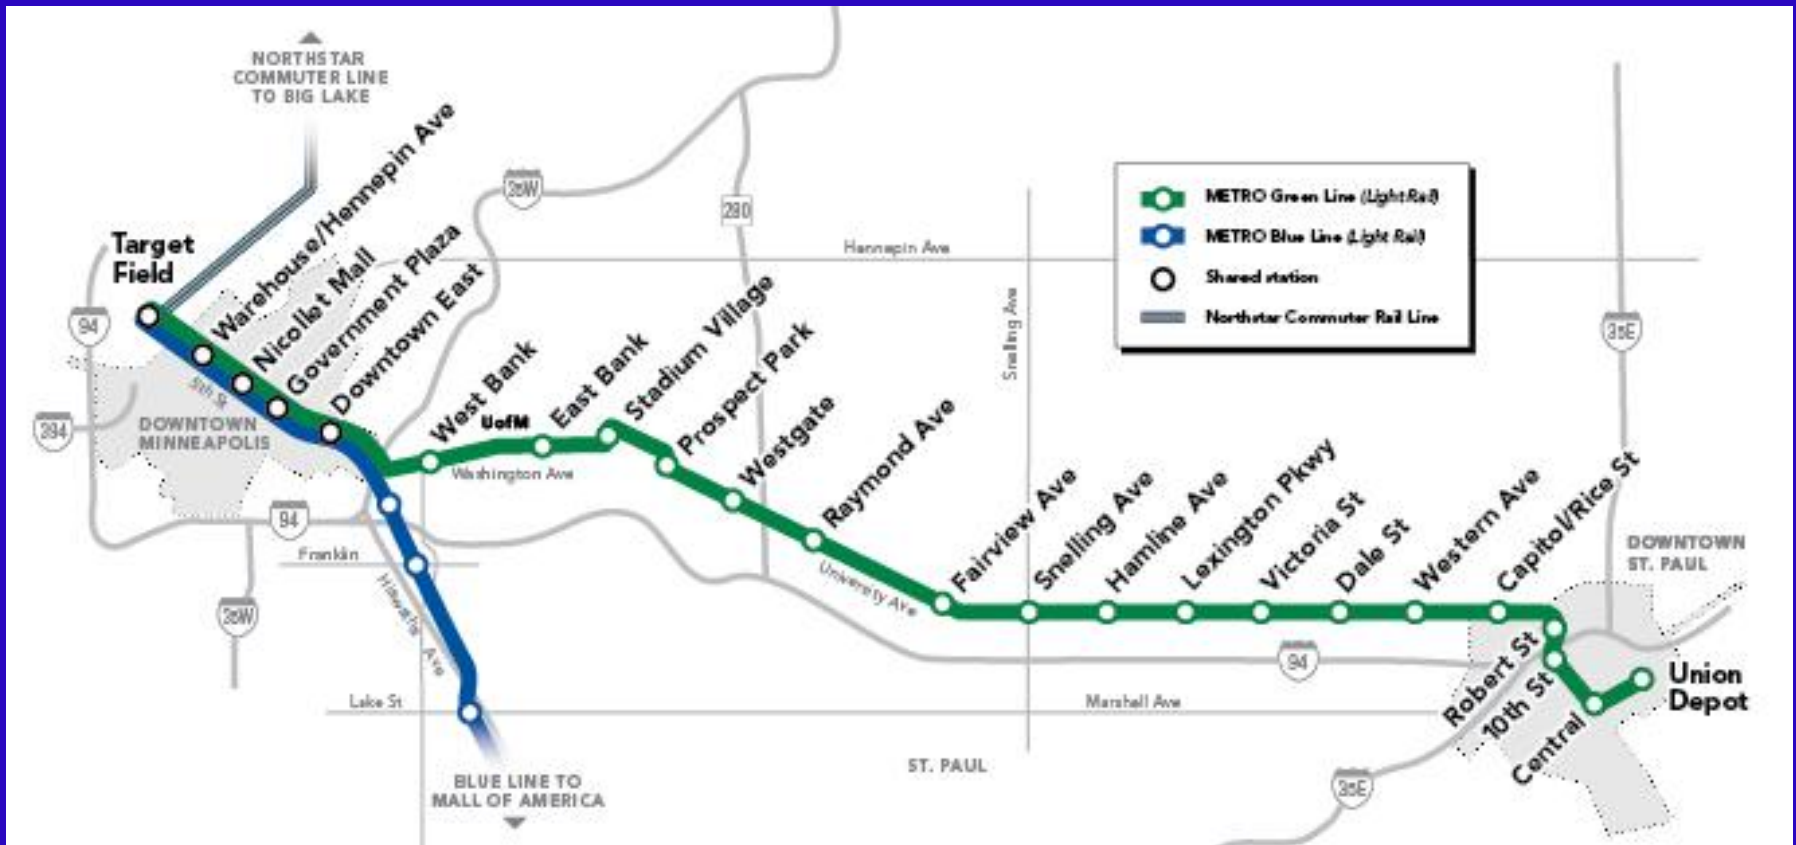 NORTHSTAR
COMMUTER LINE
TO BIG LAKE
Target
Field
Warehouse/Hennepin Ave
Nicollet Mall
Government Plaza
Downtown East
West Bank
UofM
East Bank
Stadium Village
Prospect Park
Westgate
Raymond Ave
Fairview Ave
Snelling Ave
Hamline Ave
Lexington Pkwy
Victoria St
Dale St
Western Ave
Capitol/Rice St
Robert St
10th St
Central
Union
Depot
METRO Green Line (Light Rail)
METRO Blue Line (Light Rail)
Shared station
Northstar Commuter Rail Line
35W
280
Hennepin Ave
Snelling Ave
35E
94
394
5th St
DOWNTOWN
MINNEAPOLIS
Washington Ave
94
Franklin
Hiawatha Ave
35W
University Ave
94
DOWNTOWN
ST. PAUL
Lake St
Marshall Ave
ST. PAUL
35E
BLUE LINE TO
MALL OF AMERICA